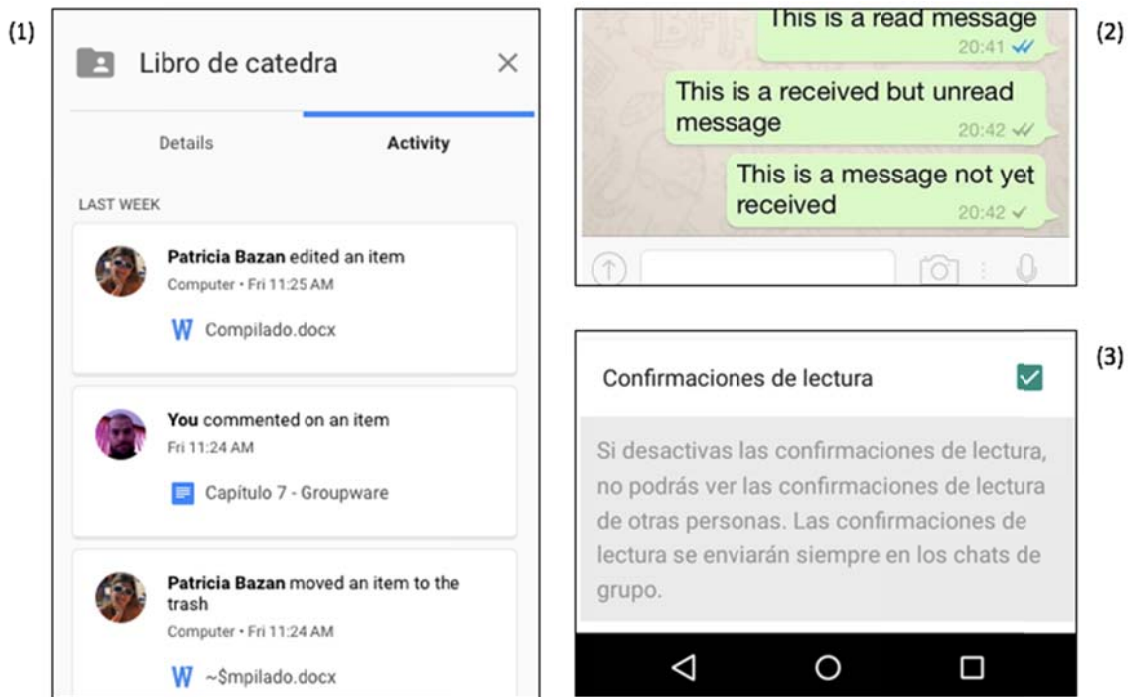 (1)
Libro de catedra
Details Activity
LAST WEEK
Patricia Bazan edited an item
Computer • Fri 11:25 AM
Compilado.docx
You commented on an item
Fri 11:24 AM
Capítulo 7 - Groupware
Patricia Bazan moved an item to the
trash
Computer • Fri 11:24 AM
~$mpilado.docx
(2)
This is a read message
20:41
This is a received but unread
message
20:42
This is a message not yet
received
20:42
(3)
Confirmaciones de lectura
Si desactivas las confirmaciones de lectura,
no podrás ver las confirmaciones de lectura
de otras personas. Las confirmaciones de
lectura se enviarán siempre en los chats de
grupo.